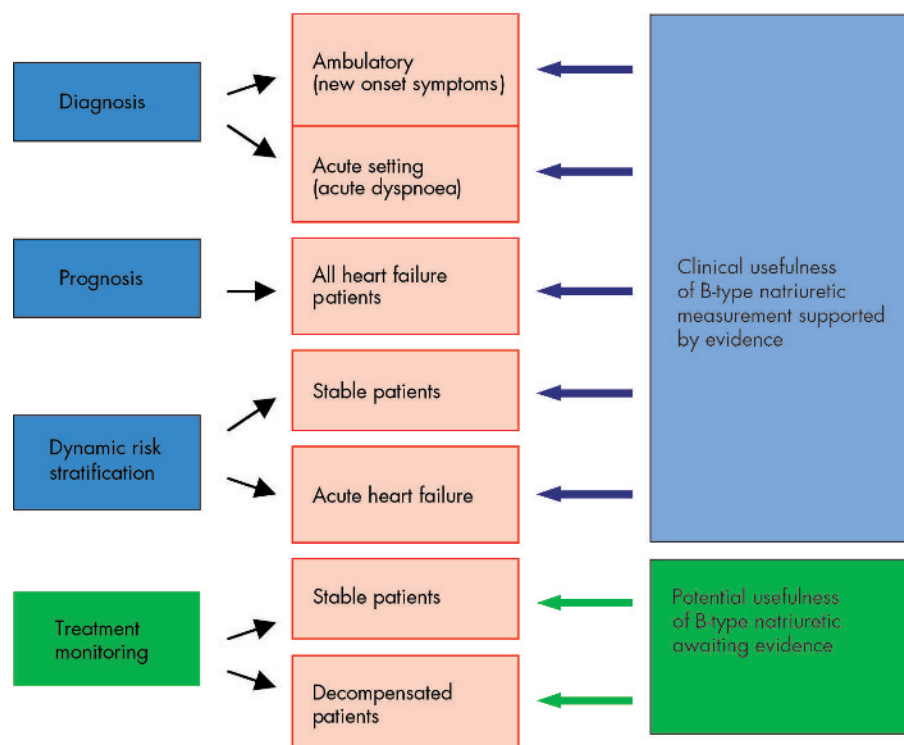 Diagnosis
Ambulatory
(new onset symptoms)
Acute setting
(acute dyspnoea)
Prognosis
All heart failure
patients
Clinical usefulness
of B-type natriuretic
measurement supported
by evidence
Dynamic risk
stratification
Stable patients
Acute heart failure
Treatment
monitoring
Stable patients
Decompensated
patients
Potential usefulness
of B-type natriuretic
awaiting evidence